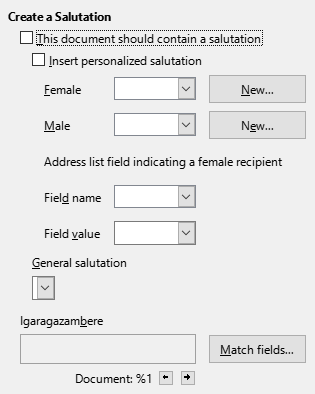 Create a Salutation
This document should contain a salutation
Insert personalized salutation
Female
New...
Male
New...
Address list field indicating a female recipient
Field name
Field value
General salutation
Igaragazambere
Match fields...
Document: %1